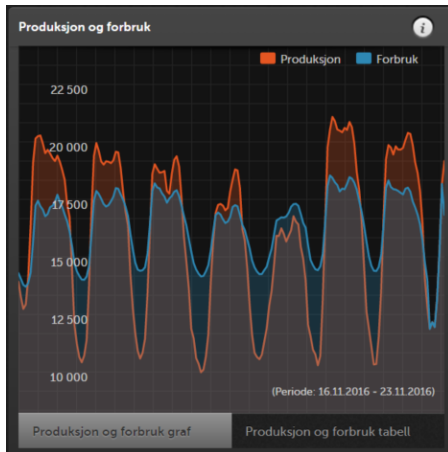 Produksjon og forbruk
i
Produksjon Forbruk
22 500
20 000
17 500
15 000
12 500
10 000
(Periode: 16.11.2016 - 23.11.2016)
Produksjon og forbruk graf Produksjon og forbruk tabell